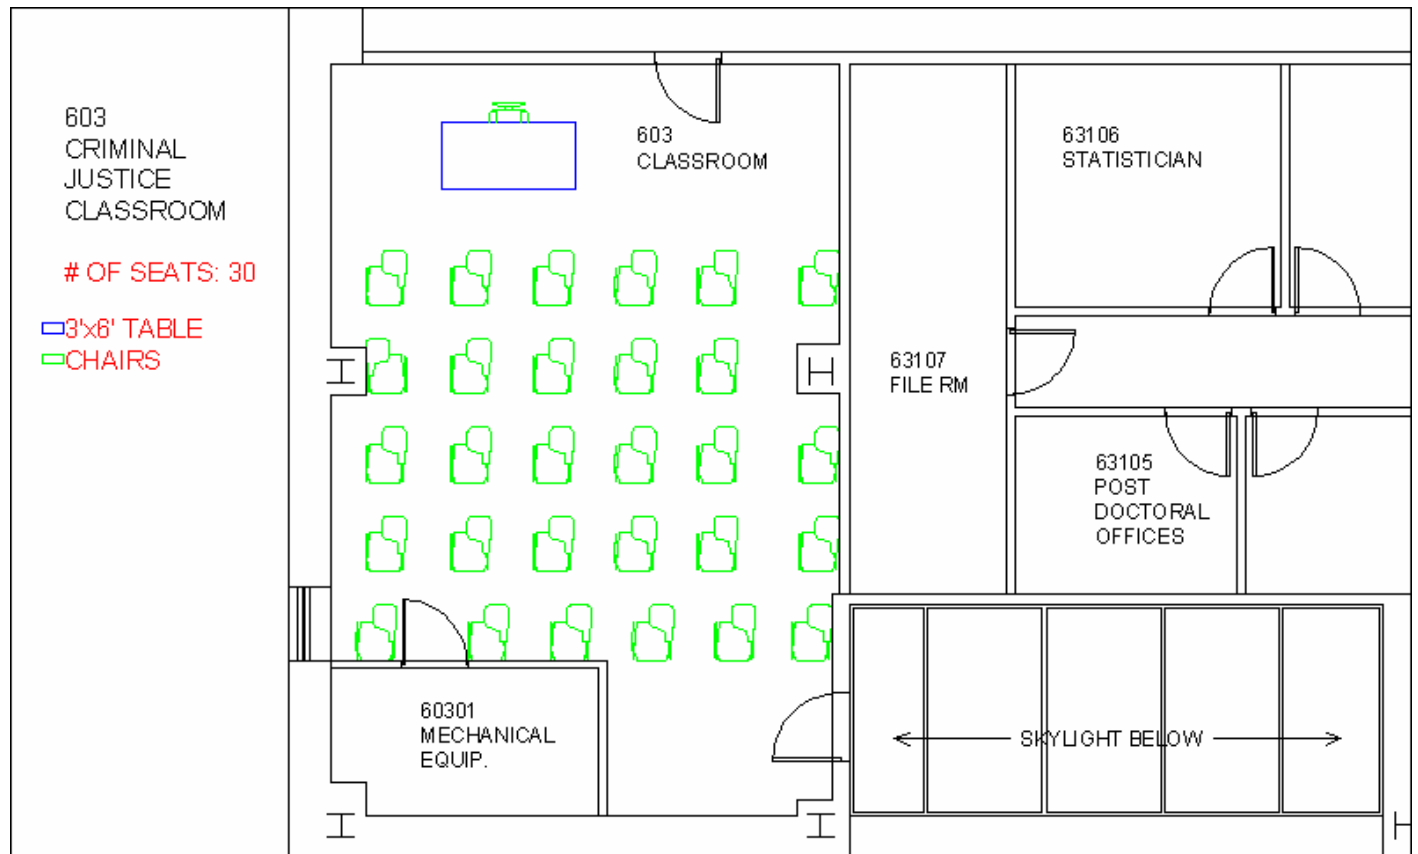 603
CRIMINAL
JUSTICE
CLASSROOM
# OF SEATS: 30
3'x6' TABLE
CHAIRS
603
CLASSROOM
63106
STATISTICIAN
63107
FILE RM
63105
POST
DOCTORAL
OFFICES
60301
MECHANICAL
EQUIP.
SKYLIGHT BELOW